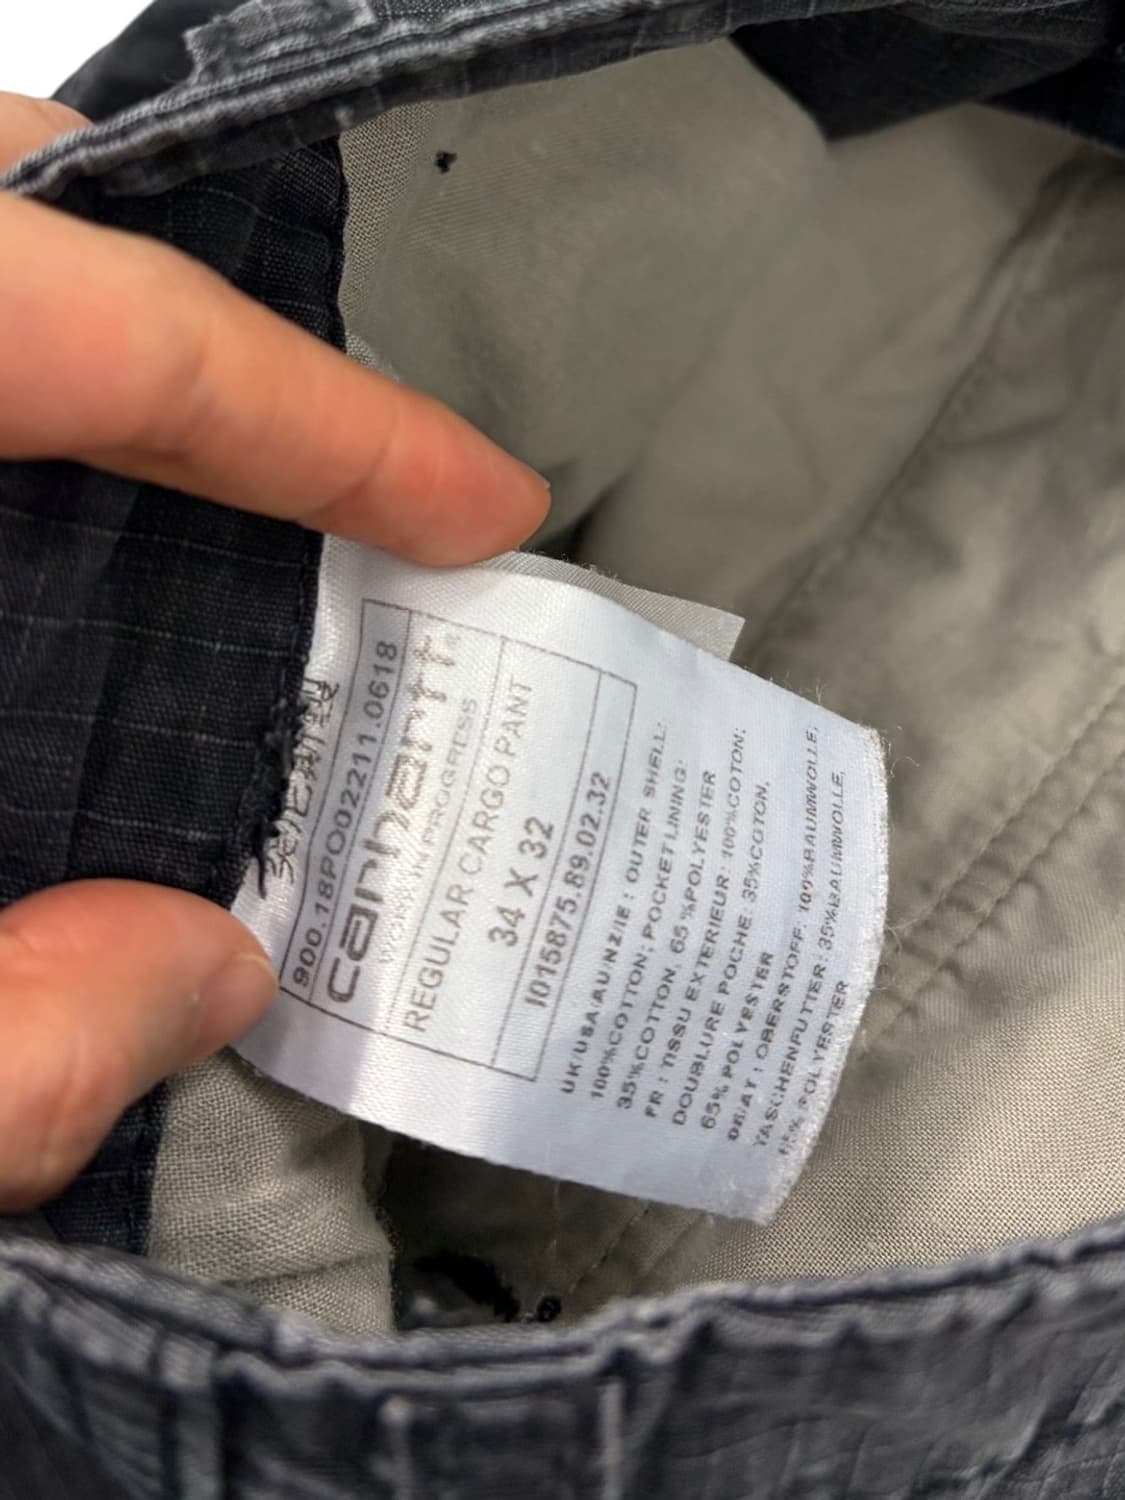 900.18PO02211.0618
carhartt
WORK IN PROGRESS
REGULAR CARGO PANT
34 X 32
I015875.89.02.32
UK/USA/AU/NZ/IE : OUTER SHELL:
100%COTTON; POCKET LINING:
35%COTTON, 65%POLYESTER
FR : TISSU EXTERIEUR: 100%COTON;
DOUBLURE POCHE: 35%COTON,
65% POLYESTER
DE/AT : OBERSTOFF: 100%BAUMWOLLE,
TASCHENFUTTER: 35%BAUMWOLLE,
65% POLYESTER